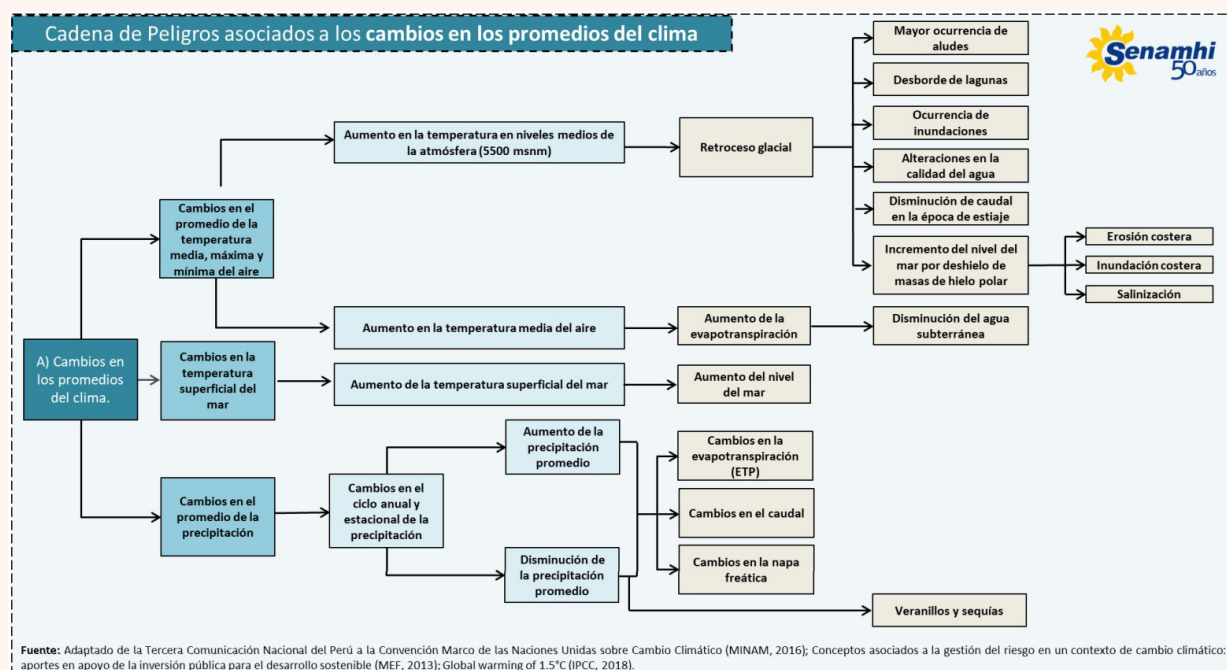 Cadena de Peligros asociados a los cambios en los promedios del clima
Senamhi
50 años
Mayor ocurrencia de
aludes
Desborde de lagunas
Ocurrencia de
inundaciones
Alteraciones en la
calidad del agua
Disminución de caudal
en la época de estiaje
Incremento del nivel del
mar por deshielo de
masas de hielo polar
Erosión costera
Inundación costera
Salinización
Aumento en la temperatura en niveles medios de
la atmósfera (5500 msnm)
Retroceso glacial
Cambios en el
promedio de la
temperatura
media, máxima y
mínima del aire
Aumento en la temperatura media del aire
Aumento de la
evapotranspiración
Disminución del agua
subterránea
A) Cambios en
los promedios
del clima.
Cambios en la
temperatura
superficial del
mar
Aumento de la temperatura superficial del mar
Aumento del nivel
del mar
Cambios en el
promedio de la
precipitación
Cambios en el
ciclo anual y
estacional de la
precipitación
Aumento de la
precipitación
promedio
Disminución de
la precipitación
promedio
Cambios en la
evapotranspiración
(ETP)
Cambios en el caudal
Cambios en la napa
freática
Veranillos y sequías
Fuente: Adaptado de la Tercera Comunicación Nacional del Perú a la Convención Marco de las Naciones Unidas sobre Cambio Climático (MINAM, 2016); Conceptos asociados a la gestión del riesgo en un contexto de cambio climático:
aportes en apoyo de la inversión pública para el desarrollo sostenible (MEF, 2013); Global warming of 1.5°C (IPCC, 2018).